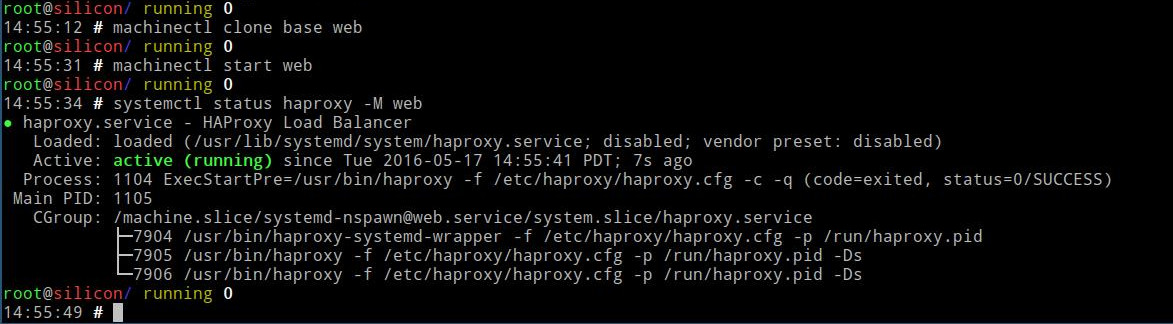 root@silicon/ running 0
14:55:12 # machinectl clone base web
root@silicon/ running 0
14:55:31 # machinectl start web
root@silicon/ running 0
14:55:34 # systemctl status haproxy -M web
● haproxy.service - HAProxy Load Balancer
   Loaded: loaded (/usr/lib/systemd/system/haproxy.service; disabled; vendor preset: disabled)
   Active: active (running) since Tue 2016-05-17 14:55:41 PDT; 7s ago
  Process: 1104 ExecStartPre=/usr/bin/haproxy -f /etc/haproxy/haproxy.cfg -c -q (code=exited, status=0/SUCCESS)
 Main PID: 1105
   CGroup: /machine.slice/systemd-nspawn@web.service/system.slice/haproxy.service
           ├─7904 /usr/bin/haproxy-systemd-wrapper -f /etc/haproxy/haproxy.cfg -p /run/haproxy.pid
           ├─7905 /usr/bin/haproxy -f /etc/haproxy/haproxy.cfg -p /run/haproxy.pid -Ds
           └─7906 /usr/bin/haproxy -f /etc/haproxy/haproxy.cfg -p /run/haproxy.pid -Ds
root@silicon/ running 0
14:55:49 #